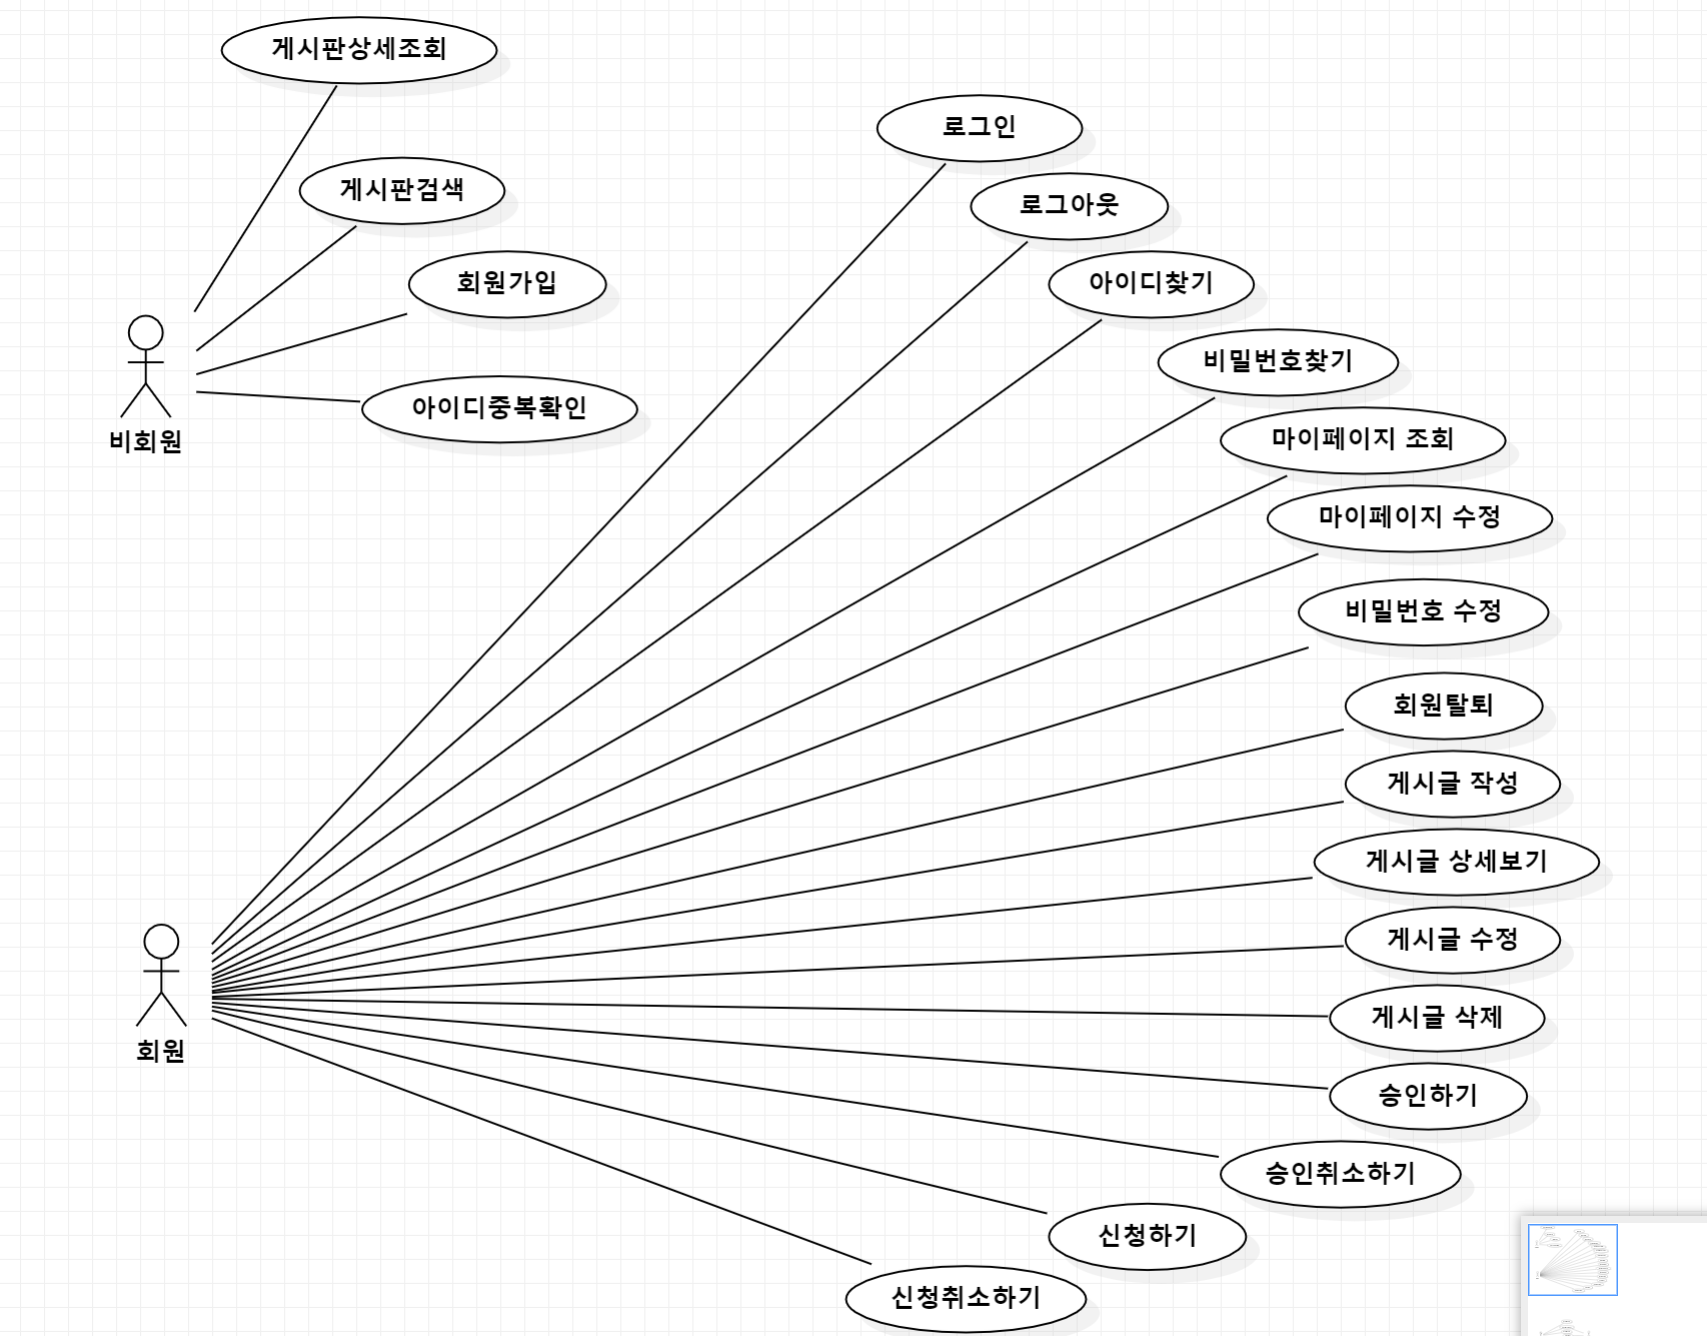 게시판상세조회
게시판검색
회원가입
아이디중복확인
비회원
로그인
로그아웃
아이디찾기
비밀번호찾기
마이페이지 조회
마이페이지 수정
비밀번호 수정
회원탈퇴
게시글 작성
게시글 상세보기
게시글 수정
게시글 삭제
승인하기
승인취소하기
신청하기
신청취소하기
회원